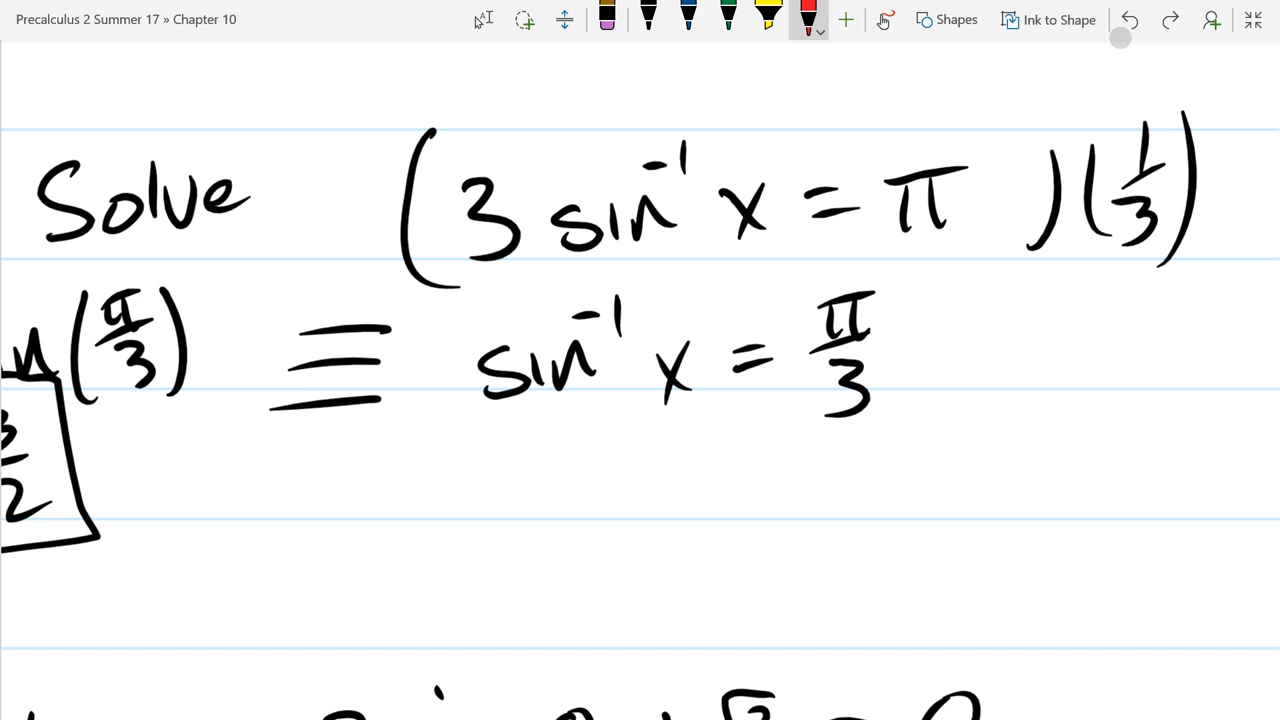 Precalculus 2 Summer 17 » Chapter 10
Shapes
Ink to Shape
Solve (3 sin⁻¹ x = π)(1/3)
(π/3) ≡ sin⁻¹ x = π/3
2